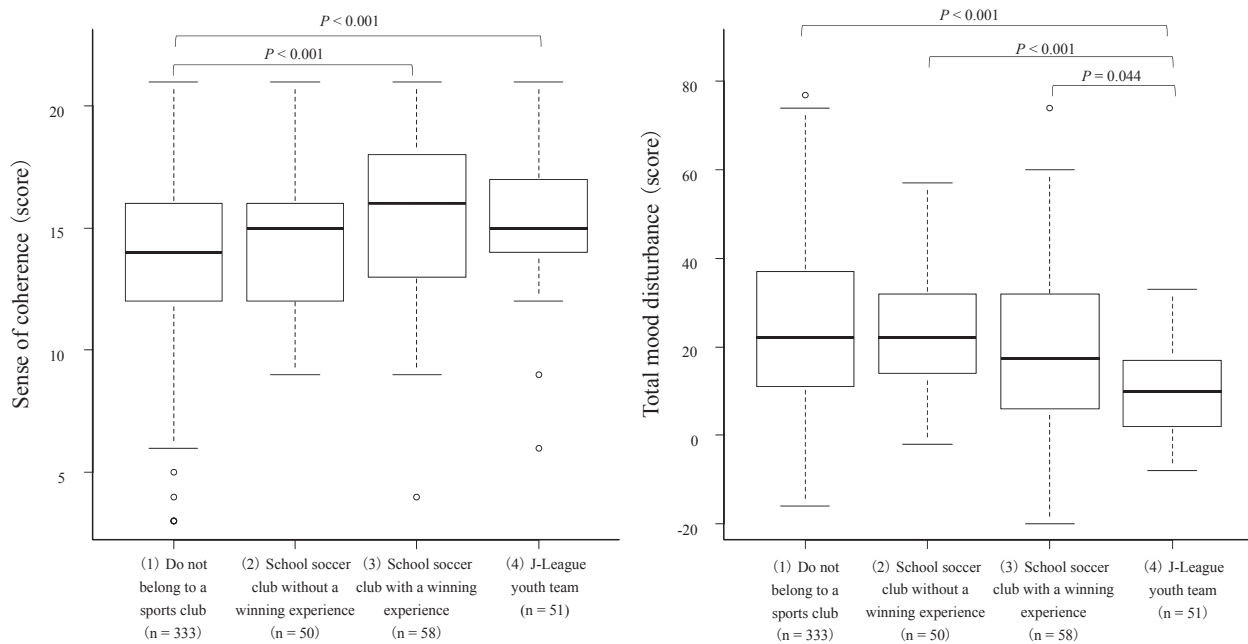 P < 0.001
P < 0.001
20
15
10
5
Sense of coherence (score)
(1) Do not
belong to a
sports club
(n = 333)
(2) School soccer
club without a
winning experience
(n = 50)
(3) School soccer
club with a winning
experience
(n = 58)
(4) J-League
youth team
(n = 51)
P < 0.001
P < 0.001
P = 0.044
80
60
40
20
0
-20
Total mood disturbance (score)
(1) Do not
belong to a
sports club
(n = 333)
(2) School soccer
club without a
winning experience
(n = 50)
(3) School soccer
club with a winning
experience
(n = 58)
(4) J-League
youth team
(n = 51)